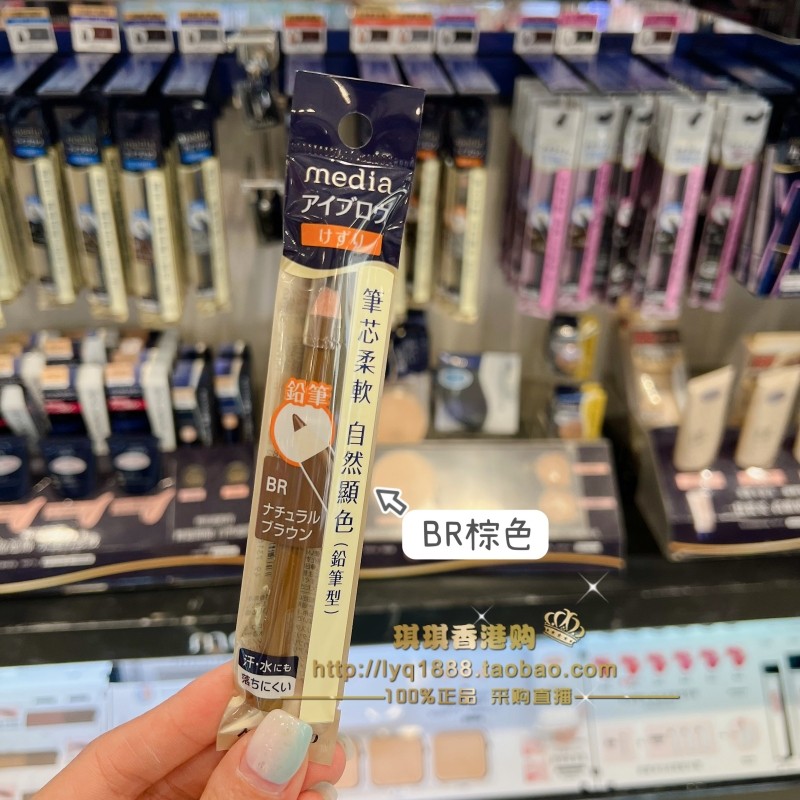 media
アイブロウ
けずり
筆芯柔軟 自然顯色(鉛筆型)
鉛筆
BR
ナチュラル
ブラウン
汗・水にも
落ちにくい
BR棕色
琪琪香港购
http://lyq1888.taobao.com
100%正品 采购直播